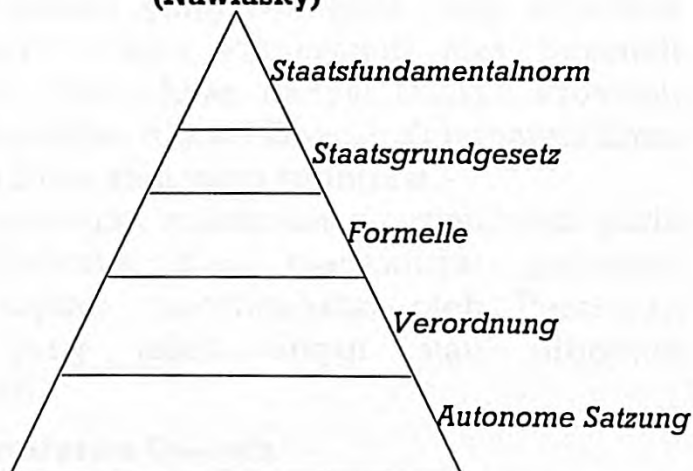 (Nawiasky)
Staatsfundamentalnorm
Staatsgrundgesetz
Formelle
Verordnung
Autonome Satzung